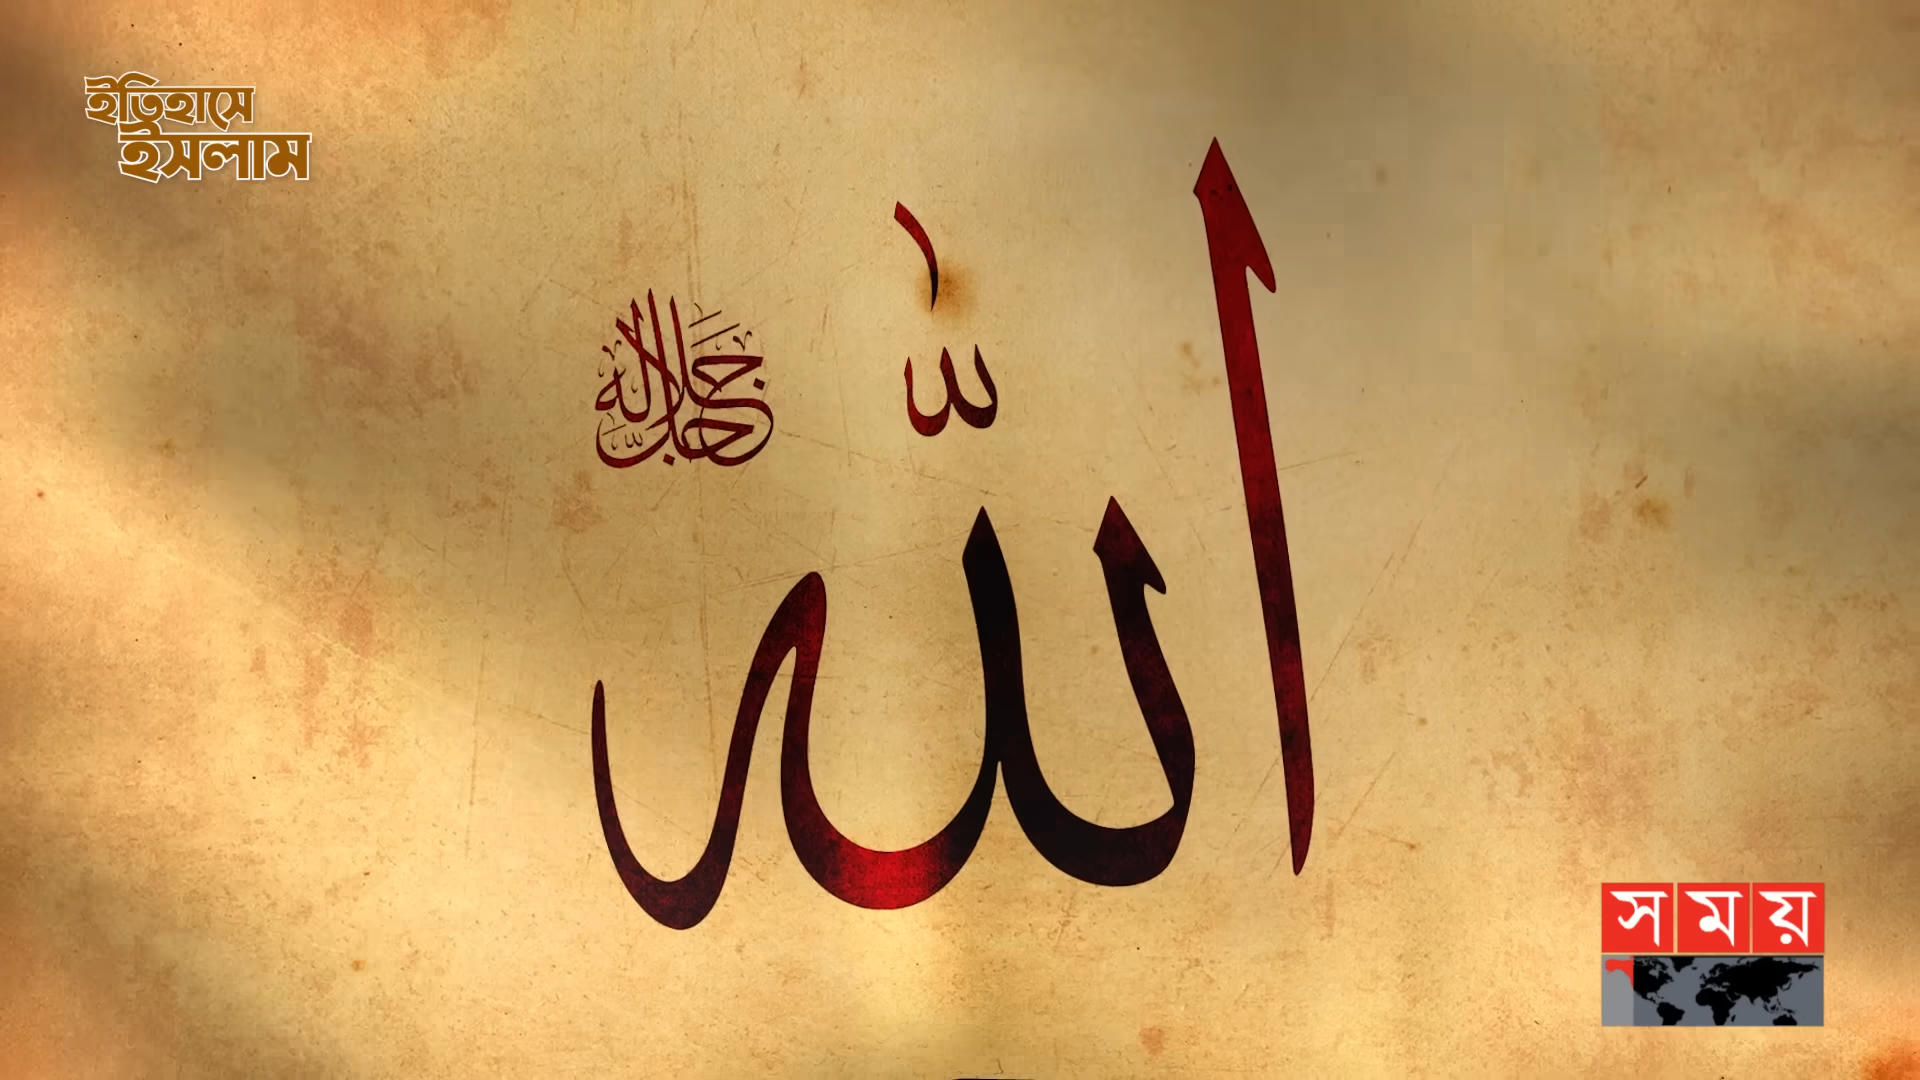 ইতিহাসে
ইসলাম
الله
جل جلاله
সময়